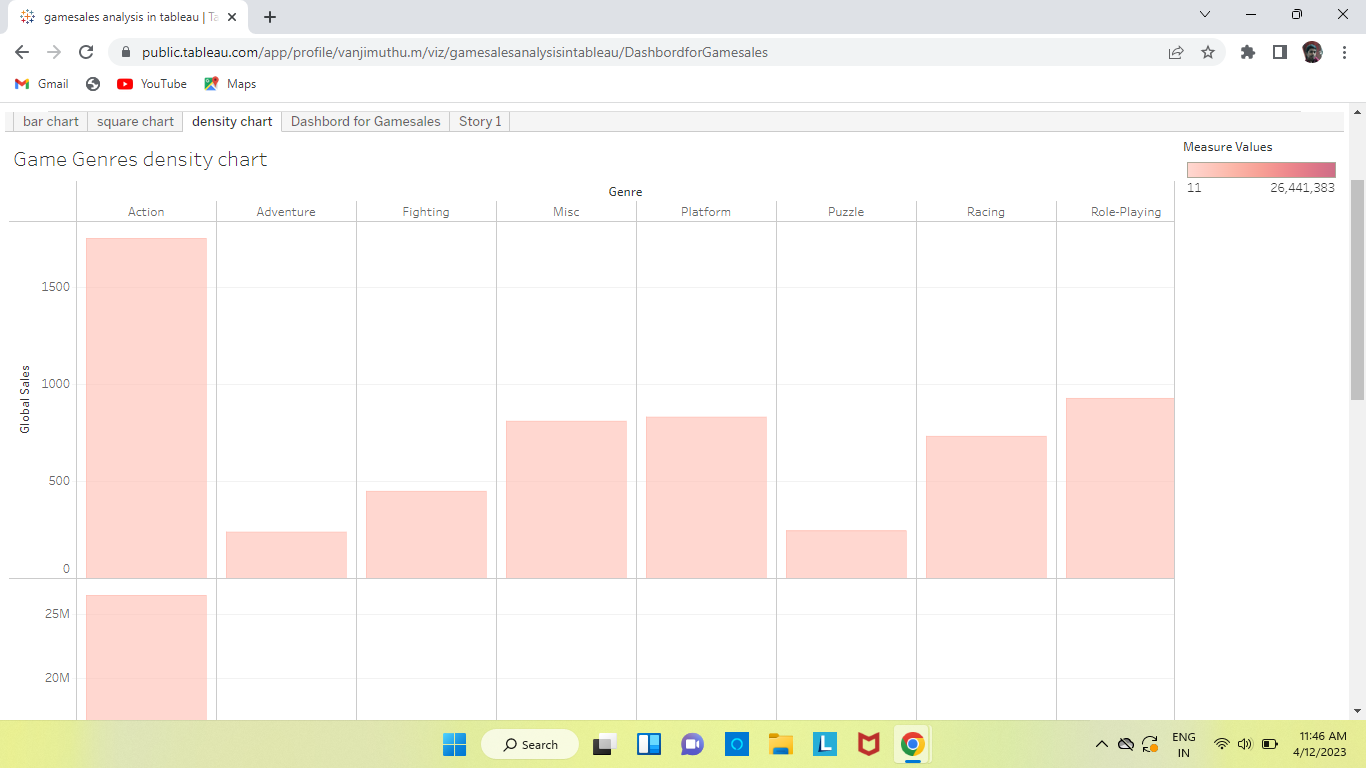 gamesales analysis in tableau | Ta
public.tableau.com/app/profile/vanjimuthu.m/viz/gamesalesanalysisintableau/DashbordforGamesales
Gmail YouTube Maps
bar chart square chart density chart Dashbord for Gamesales Story 1
Game Genres density chart
Measure Values
11 26,441,383
Genre
Action Adventure Fighting Misc Platform Puzzle Racing Role-Playing
Global Sales
1500
1000
500
0
25M
20M
Search
L
ENG
IN
11:46 AM
4/12/2023